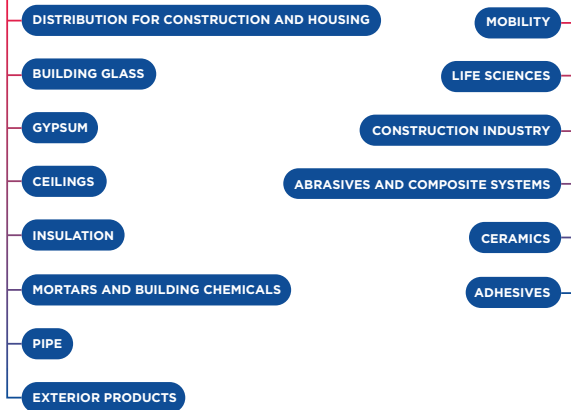 DISTRIBUTION FOR CONSTRUCTION AND HOUSING
BUILDING GLASS
GYPSUM
CEILINGS
INSULATION
MORTARS AND BUILDING CHEMICALS
PIPE
EXTERIOR PRODUCTS
MOBILITY
LIFE SCIENCES
CONSTRUCTION INDUSTRY
ABRASIVES AND COMPOSITE SYSTEMS
CERAMICS
ADHESIVES